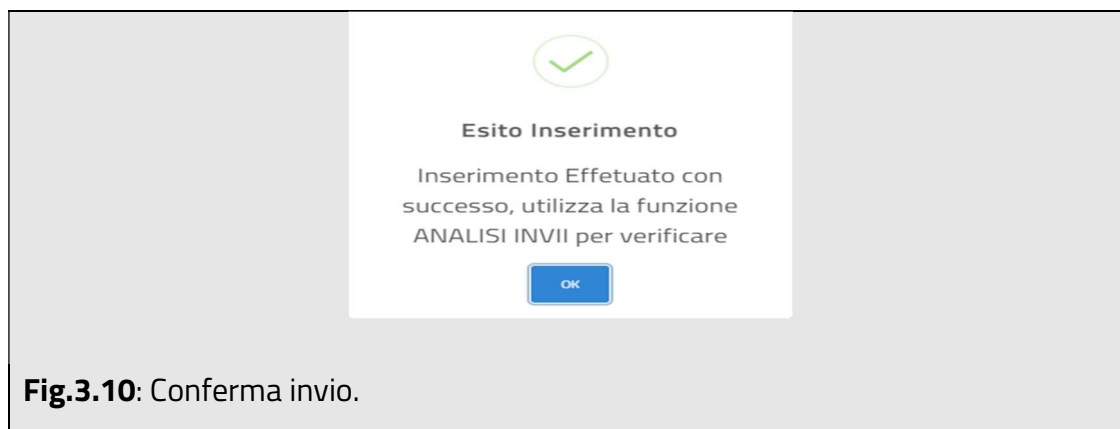 Esito Inserimento
Inserimento Effetuato con
successo, utilizza la funzione
ANALISI INVII per verificare
OK
Fig.3.10: Conferma invio.